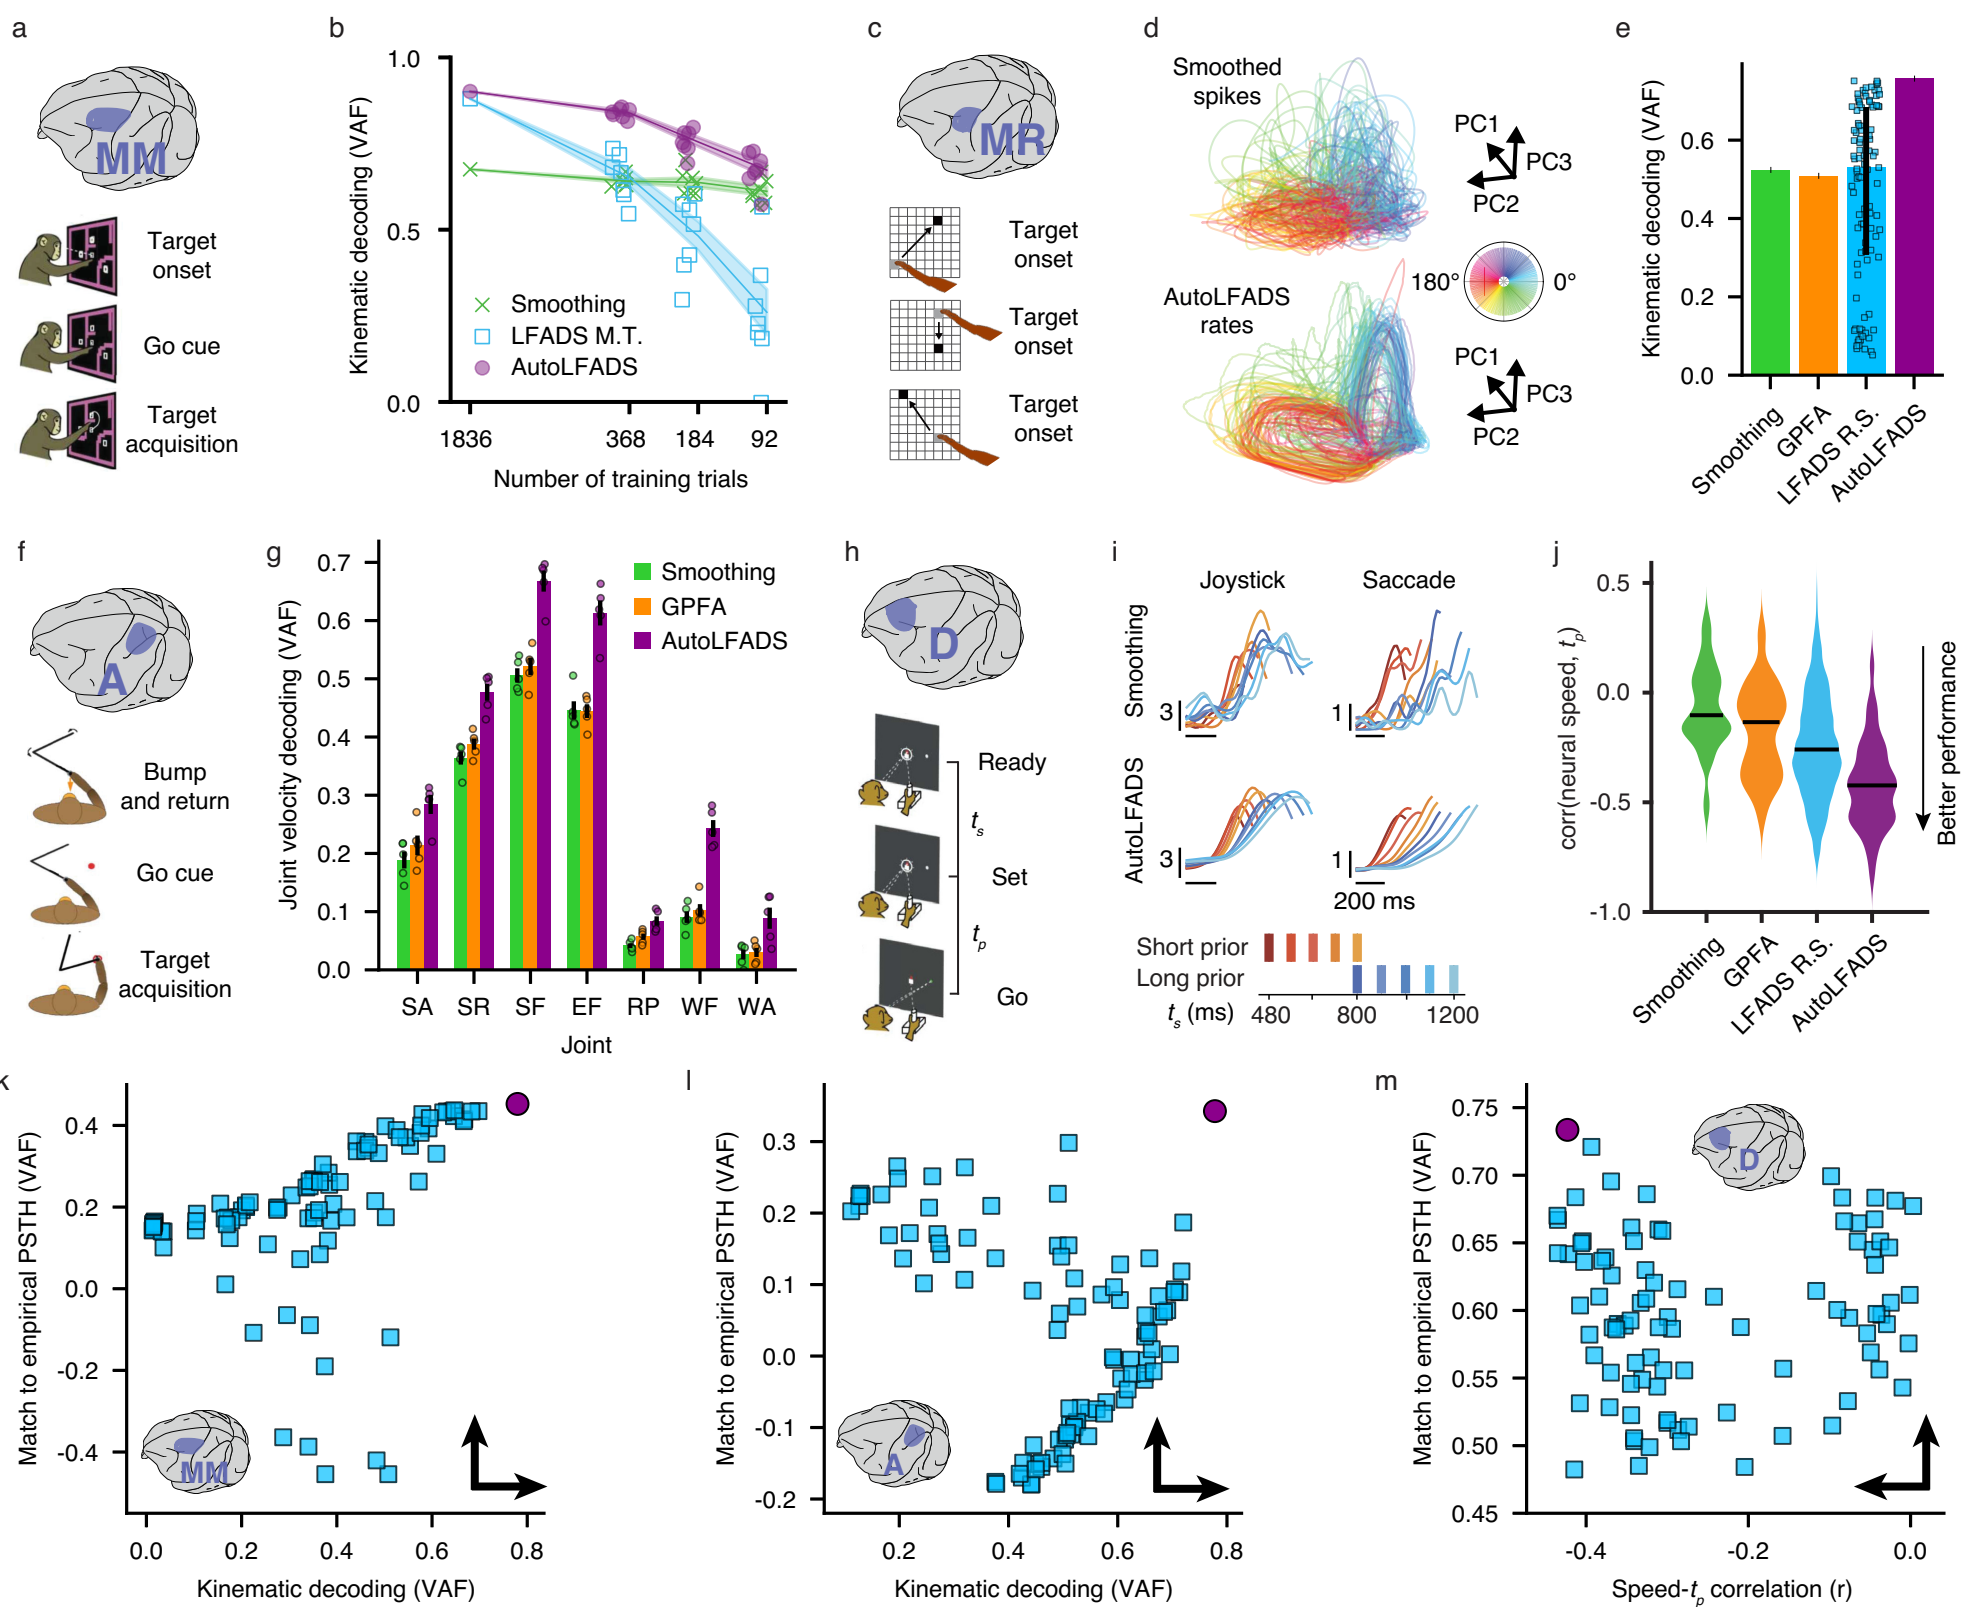 a
MM
Target
onset
Go cue
Target
acquisition
b
Kinematic decoding (VAF)
1.0
0.5
0.0
Smoothing
LFADS M.T.
AutoLFADS
1836
368
184
92
Number of training trials
c
MR
Target
onset
Target
onset
Target
onset
d
Smoothed
spikes
PC1
PC3
PC2
180°
0°
AutoLFADS
rates
PC1
PC3
PC2
e
Kinematic decoding (VAF)
0.6
0.4
0.2
0.0
Smoothing
GPFA
LFADS R.S.
AutoLFADS
f
A
Bump
and return
Go cue
Target
acquisition
g
Joint velocity decoding (VAF)
0.7
0.6
0.5
0.4
0.3
0.2
0.1
0.0
Smoothing
GPFA
AutoLFADS
SA
SR
SF
EF
RP
WF
WA
Joint
h
D
Ready
t_s
Set
t_p
Go
i
Joystick
Saccade
Smoothing
3
1
AutoLFADS
3
1
200 ms
Short prior
Long prior
t_s (ms)
480
800
1200
j
corr(neural speed, t_p)
0.5
0.0
-0.5
-1.0
Better performance
Smoothing
GPFA
LFADS R.S.
AutoLFADS
k
Match to empirical PSTH (VAF)
0.4
0.2
0.0
-0.2
-0.4
MM
0.0
0.2
0.4
0.6
0.8
Kinematic decoding (VAF)
l
Match to empirical PSTH (VAF)
0.3
0.2
0.1
0.0
-0.1
-0.2
A
0.2
0.4
0.6
0.8
Kinematic decoding (VAF)
m
Match to empirical PSTH (VAF)
0.75
0.70
0.65
0.60
0.55
0.50
0.45
D
-0.4
-0.2
0.0
Speed-t_p correlation (r)